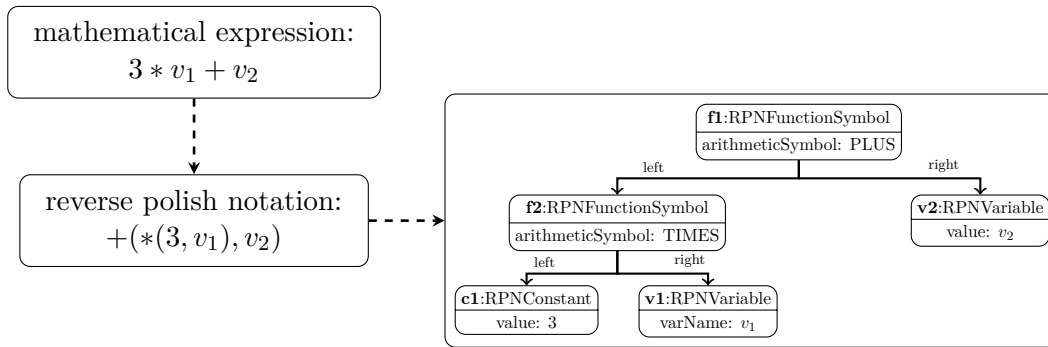 mathematical expression:
3 ∗ v₁ + v₂
reverse polish notation:
+(∗(3, v₁), v₂)
f1:RPNFunctionSymbol
arithmeticSymbol: PLUS
left
right
f2:RPNFunctionSymbol
arithmeticSymbol: TIMES
v2:RPNVariable
value: v₂
left
right
c1:RPNConstant
value: 3
v1:RPNVariable
varName: v₁